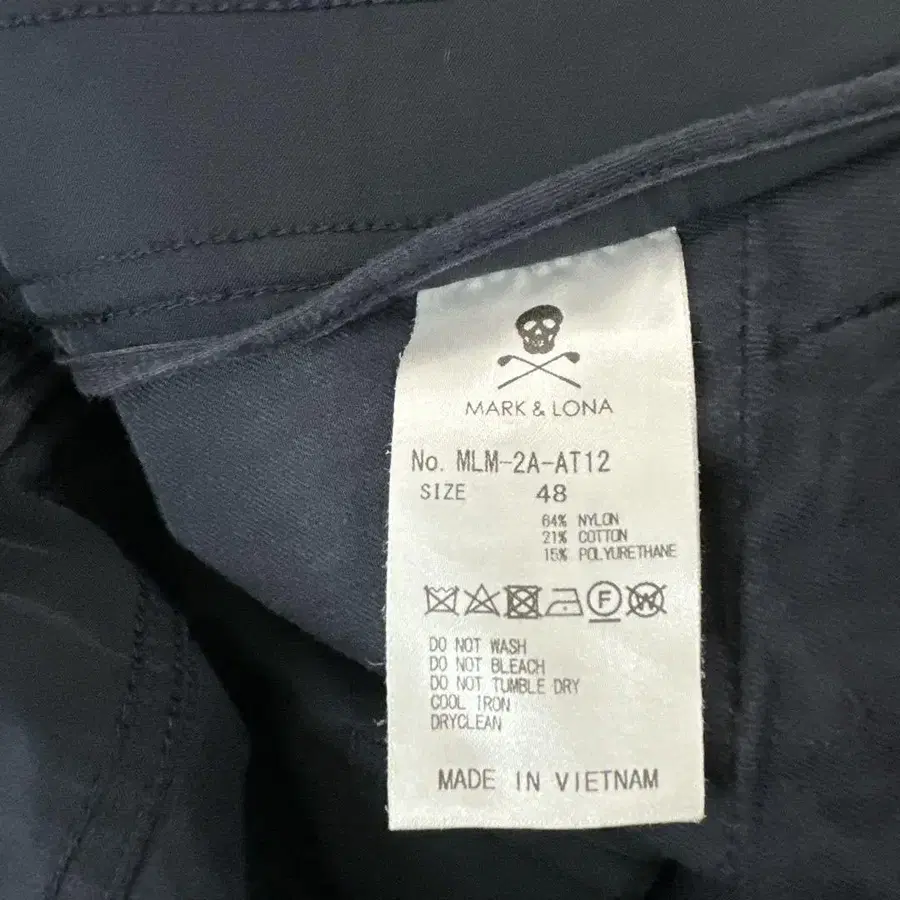 MARK & LONA
No. MLM-2A-AT12
SIZE 48
64% NYLON
21% COTTON
15% POLYURETHANE
F W
DO NOT WASH
DO NOT BLEACH
DO NOT TUMBLE DRY
COOL IRON
DRYCLEAN
MADE IN VIETNAM